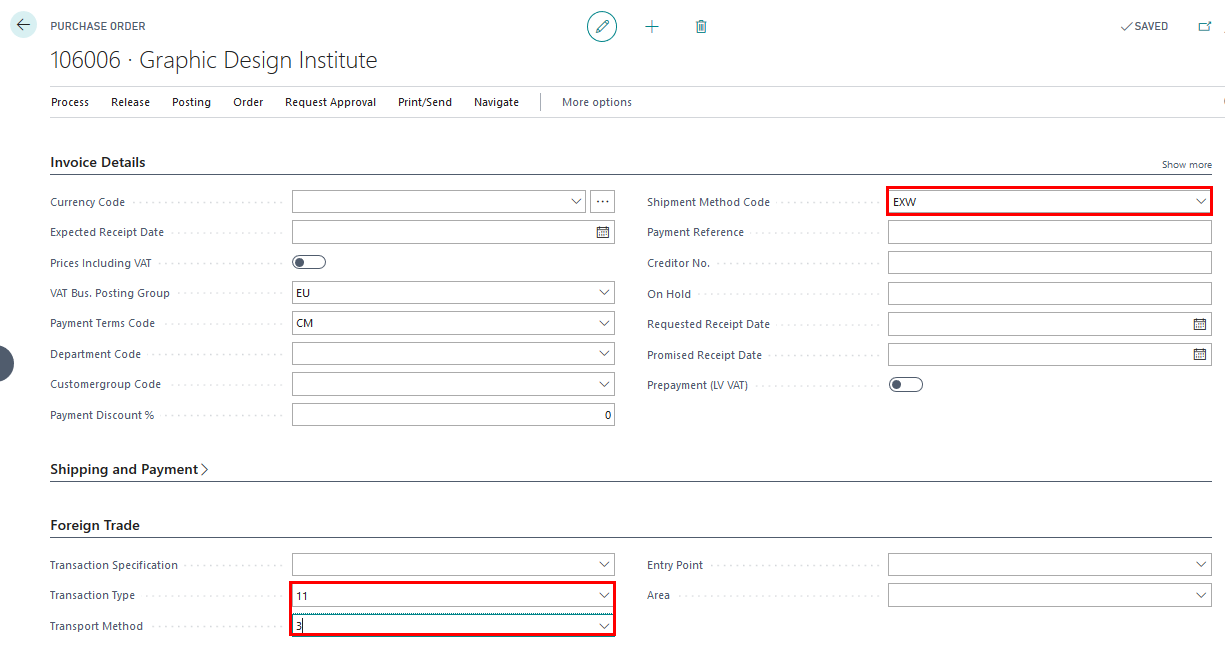 PURCHASE ORDER
SAVED
106006 · Graphic Design Institute
Process Release Posting Order Request Approval Print/Send Navigate More options
Invoice Details
Show more
Currency Code
Shipment Method Code EXW
Expected Receipt Date
Payment Reference
Prices Including VAT
Creditor No.
VAT Bus. Posting Group EU
On Hold
Payment Terms Code CM
Requested Receipt Date
Department Code
Promised Receipt Date
Customergroup Code
Prepayment (LV VAT)
Payment Discount % 0
Shipping and Payment
Foreign Trade
Transaction Specification
Entry Point
Transaction Type 11
Area
Transport Method 3